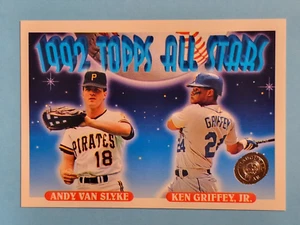 1992 TOPPS ALL STARS
GRIFFEY
PIRATES
24
18
ANDY VAN SLYKE
KEN GRIFFEY, JR.